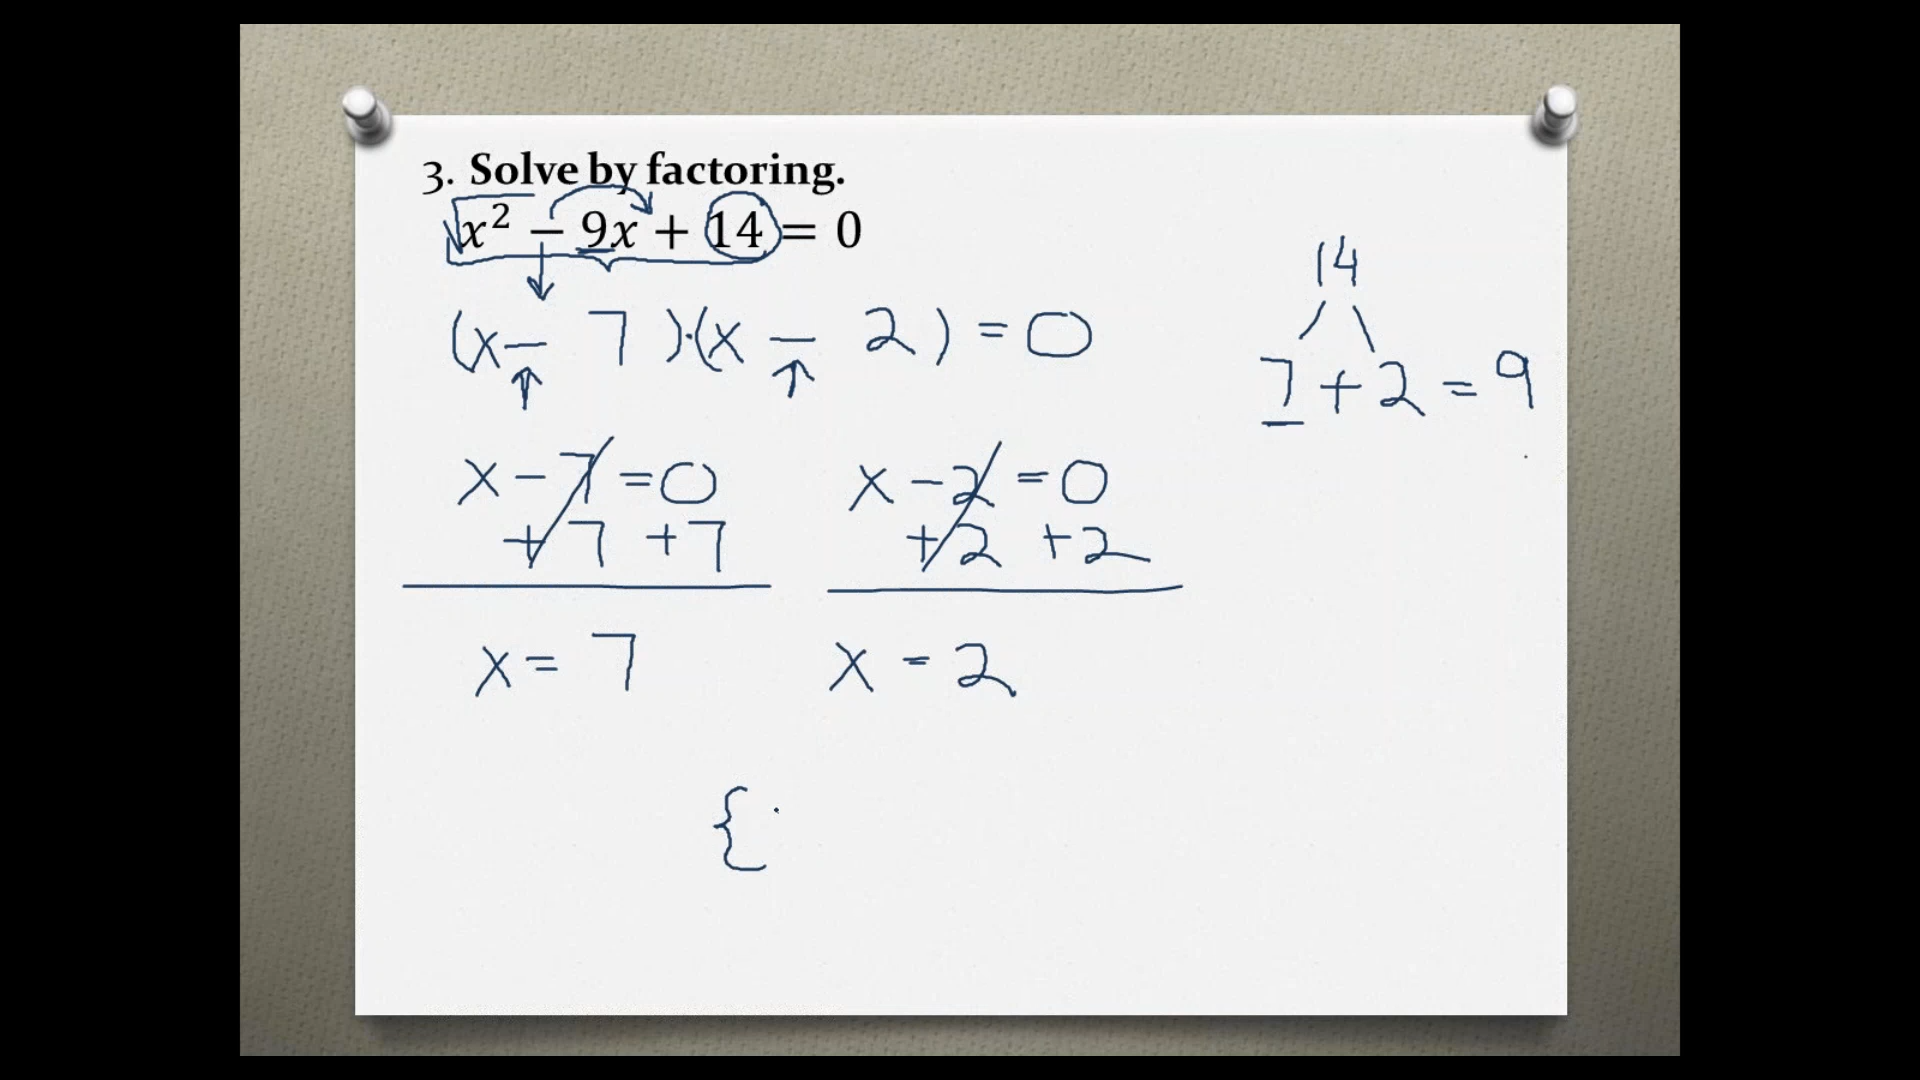 3. Solve by factoring.
x² − 9x + 14 = 0
14
(x − 7)·(x − 2) = 0
7 + 2 = 9
x − 7 = 0 x − 2 = 0
+ 7 + 7 + 2 + 2
x = 7 x = 2
{